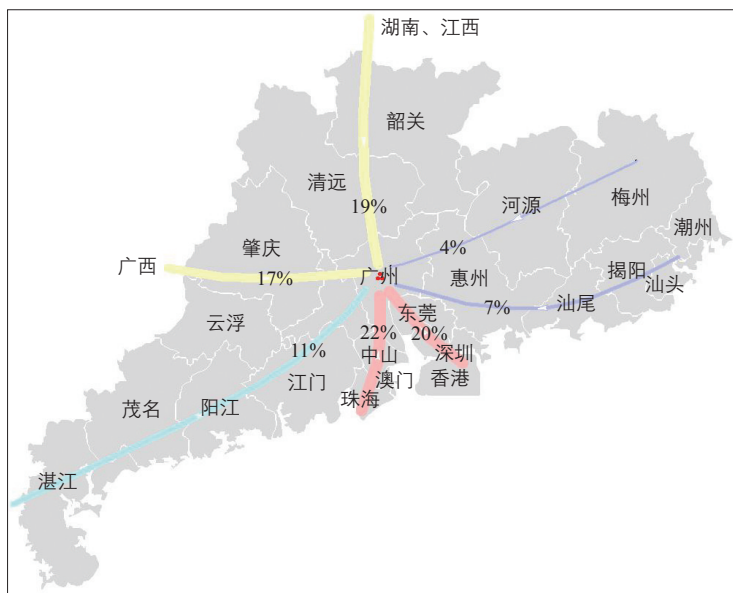 湖南、江西
韶关
清远
19%
河源
梅州
4%
潮州
肇庆
广西
17%
广州
惠州
揭阳
汕头
7%
汕尾
云浮
东莞
22%
20%
11%
中山
深圳
江门
澳门
香港
珠海
茂名
阳江
湛江